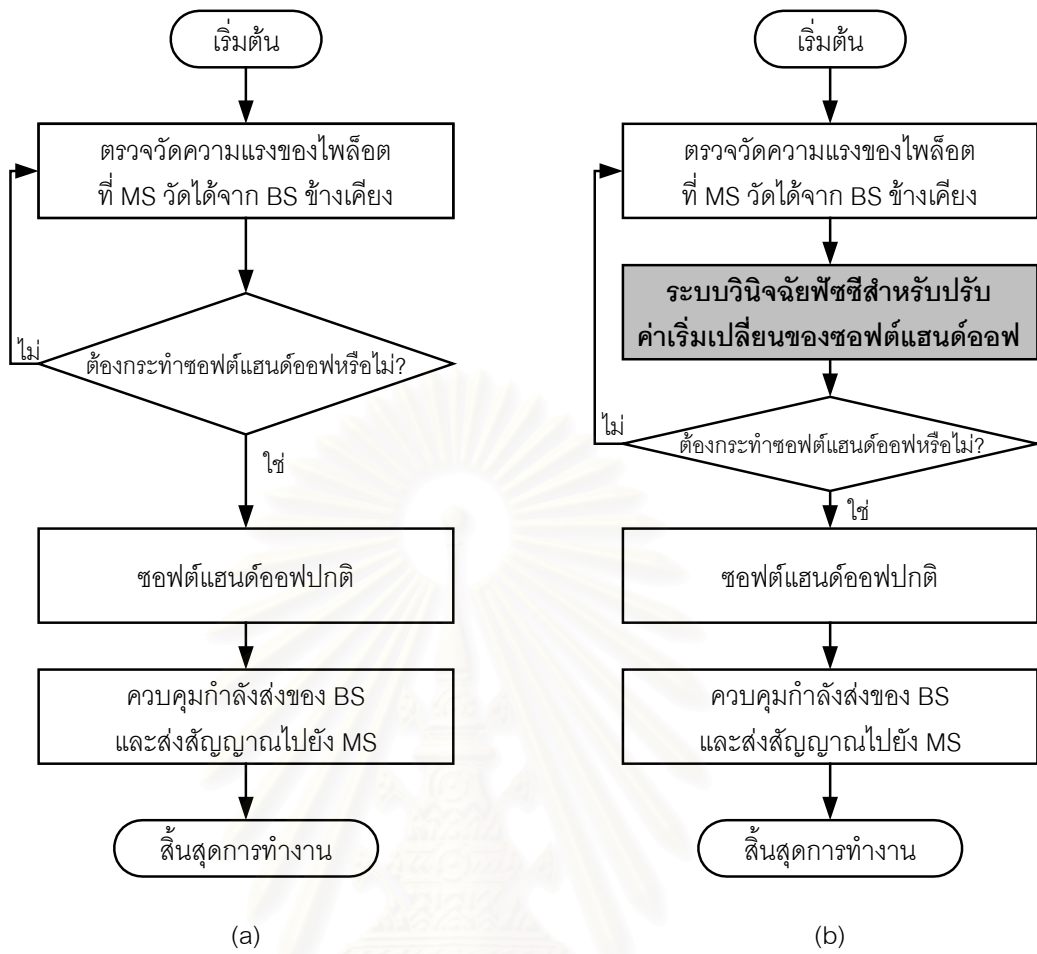 เริ่มต้น
ตรวจวัดความแรงของไพล็อต
ที่ MS วัดได้จาก BS ข้างเคียง
ไม่
ต้องกระทำซอฟต์แฮนด์ออฟหรือไม่?
ใช่
ซอฟต์แฮนด์ออฟปกติ
ควบคุมกำลังส่งของ BS
และส่งสัญญาณไปยัง MS
สิ้นสุดการทำงาน
(a)
เริ่มต้น
ตรวจวัดความแรงของไพล็อต
ที่ MS วัดได้จาก BS ข้างเคียง
ระบบวินิจฉัยฟัซซีสำหรับปรับ
ค่าเริ่มเปลี่ยนของซอฟต์แฮนด์ออฟ
ไม่
ต้องกระทำซอฟต์แฮนด์ออฟหรือไม่?
ใช่
ซอฟต์แฮนด์ออฟปกติ
ควบคุมกำลังส่งของ BS
และส่งสัญญาณไปยัง MS
สิ้นสุดการทำงาน
(b)